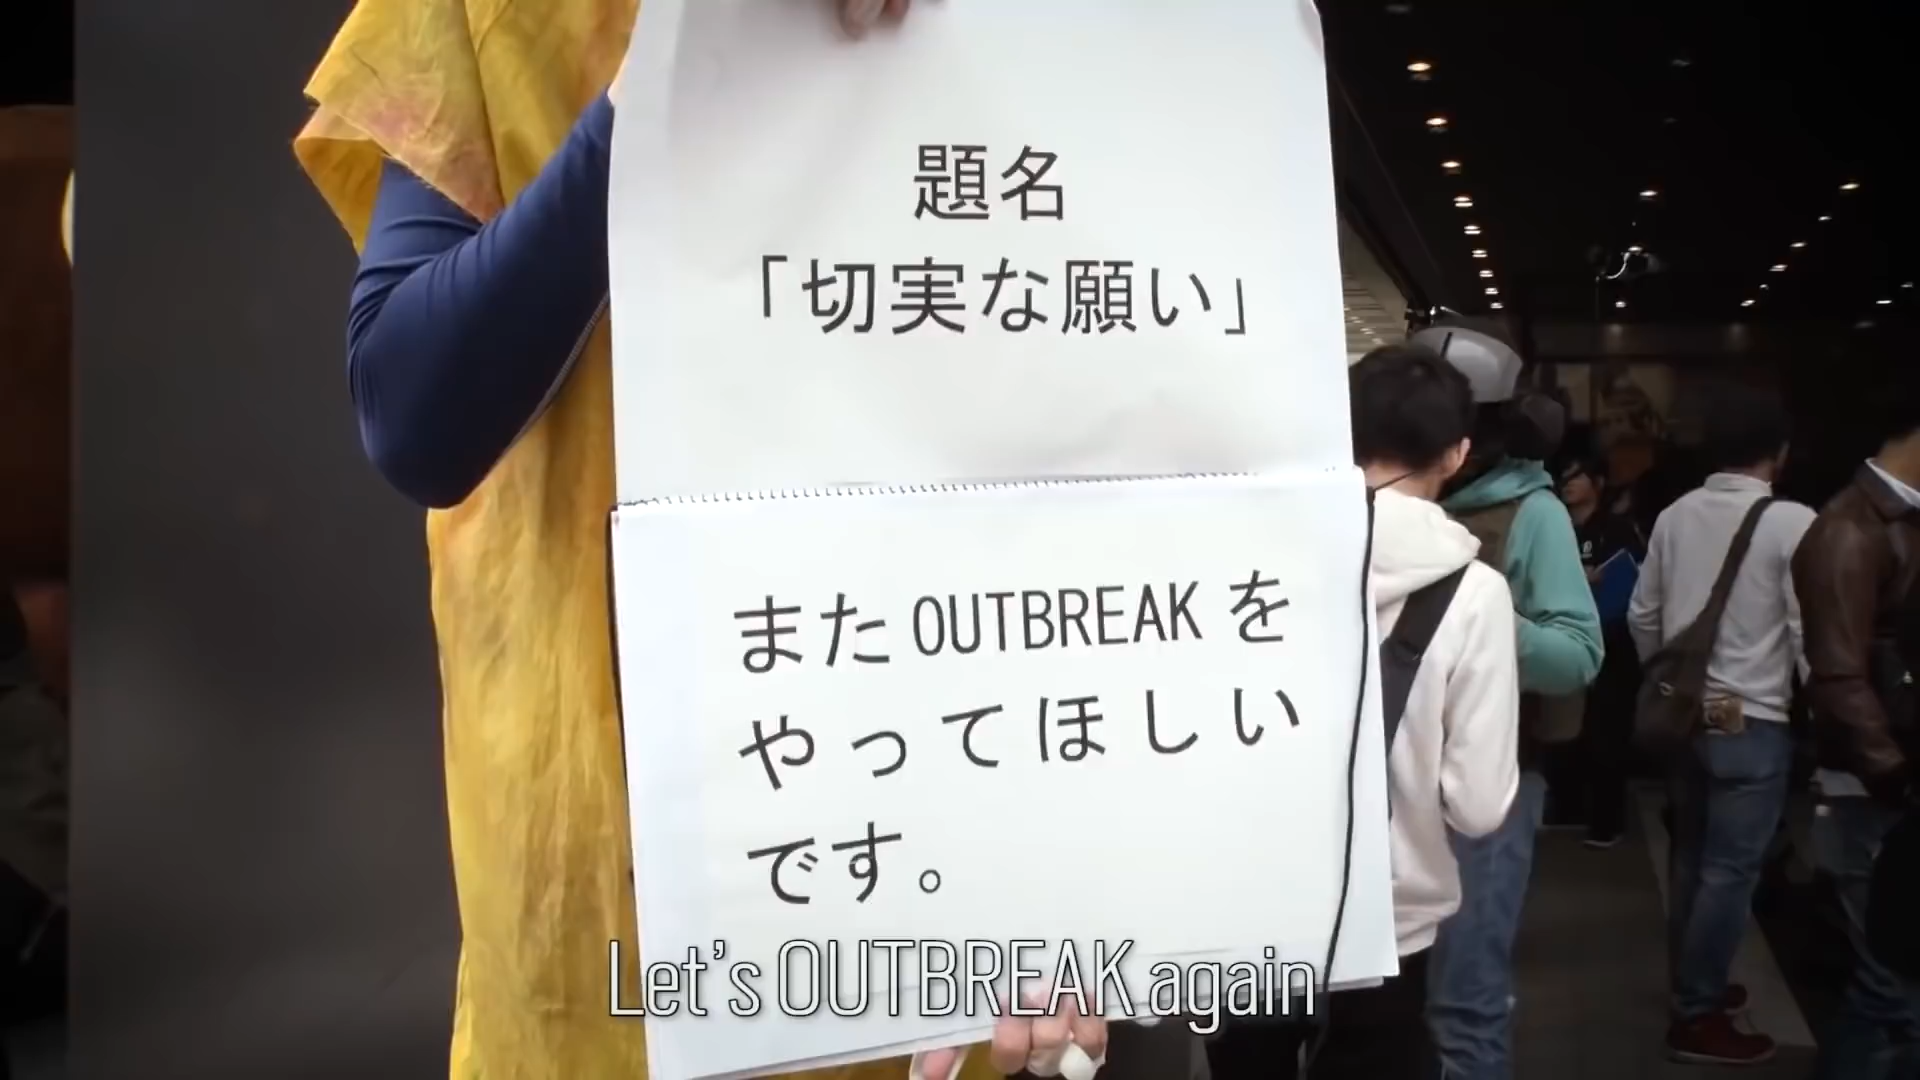 題名
「切実な願い」
また OUTBREAK を
やってほしい
です。
Let's OUTBREAK again